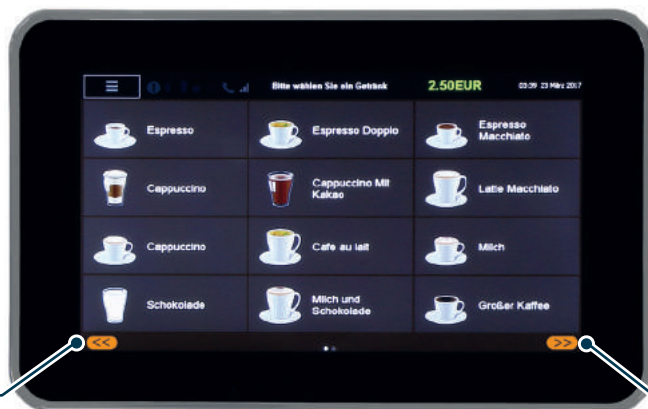 Bitte wählen Sie ein Getränk
2.50EUR
03:39 23 März 2017
Espresso
Espresso Doppio
Espresso
Macchiato
Cappuccino
Cappuccino Mit
Kakao
Latte Macchiato
Cappuccino
Cafe au lait
Milch
Schokolade
Milch und
Schokolade
Großer Kaffee
<<
>>